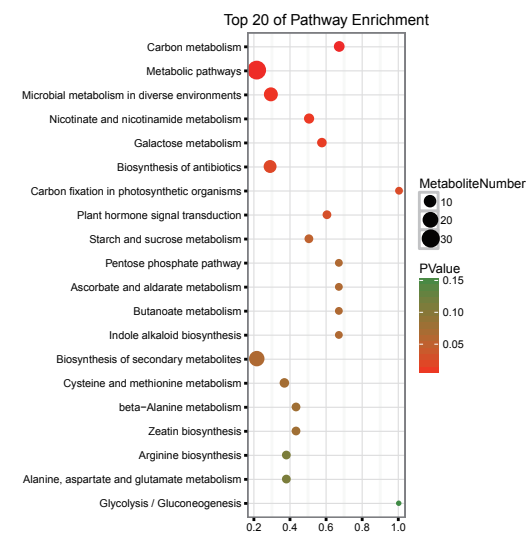 Top 20 of Pathway Enrichment
Carbon metabolism
Metabolic pathways
Microbial metabolism in diverse environments
Nicotinate and nicotinamide metabolism
Galactose metabolism
Biosynthesis of antibiotics
Carbon fixation in photosynthetic organisms
Plant hormone signal transduction
Starch and sucrose metabolism
Pentose phosphate pathway
Ascorbate and aldarate metabolism
Butanoate metabolism
Indole alkaloid biosynthesis
Biosynthesis of secondary metabolites
Cysteine and methionine metabolism
beta−Alanine metabolism
Zeatin biosynthesis
Arginine biosynthesis
Alanine, aspartate and glutamate metabolism
Glycolysis / Gluconeogenesis
0.2 0.4 0.6 0.8 1.0
MetaboliteNumber
10
20
30
PValue
0.15
0.10
0.05